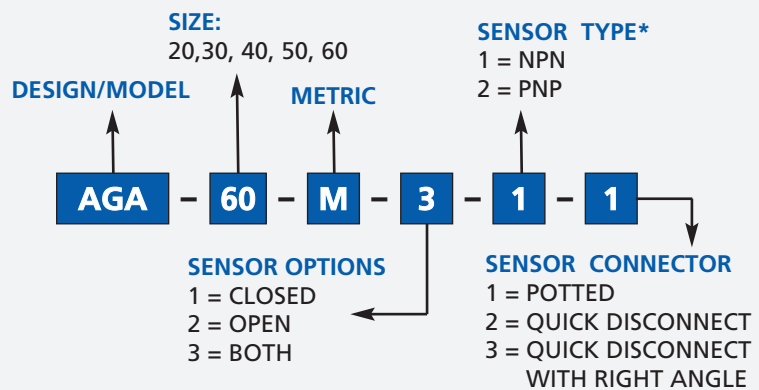 SIZE:
20,30, 40, 50, 60
SENSOR TYPE*
1 = NPN
2 = PNP
DESIGN/MODEL
METRIC
AGA - 60 - M - 3 - 1 - 1
SENSOR OPTIONS
1 = CLOSED
2 = OPEN
3 = BOTH
SENSOR CONNECTOR
1 = POTTED
2 = QUICK DISCONNECT
3 = QUICK DISCONNECT
WITH RIGHT ANGLE